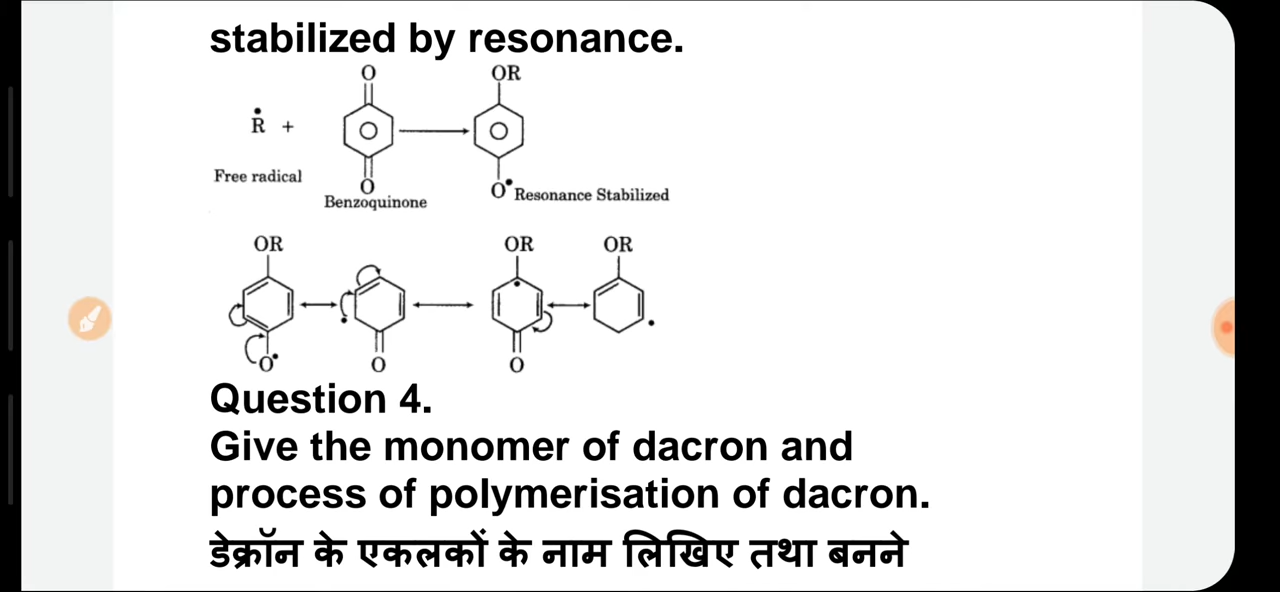 stabilized by resonance.
O OR
Ṙ +
Free radical
O
Benzoquinone
O• Resonance Stabilized
OR OR OR
O• O O
Question 4.
Give the monomer of dacron and
process of polymerisation of dacron.
डेक्रॉन के एकलकों के नाम लिखिए तथा बनने